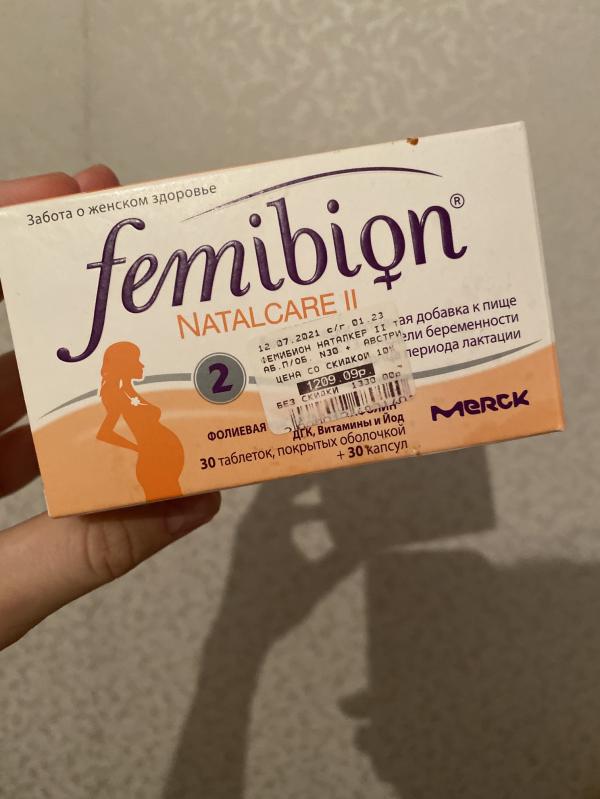 Забота о женском здоровье
femibion®
NATALCARE II
12 07.2021 с/г.01.23
ФЕМИБИОН НАТАЛКЕР II
АВ.П/ОБ. N30 + АВСТРИ
ЦЕНА СО СКИДКОЙ 10%
1209.09р.
БЕЗ СКИДКИ 1330.00р
тая добавка к пище
ели беременности
периода лактации
2
ФОЛИЕВАЯ
ДГК, Витамины и Йод
30 таблеток, покрытых оболочкой
+ 30 капсул
MERCK